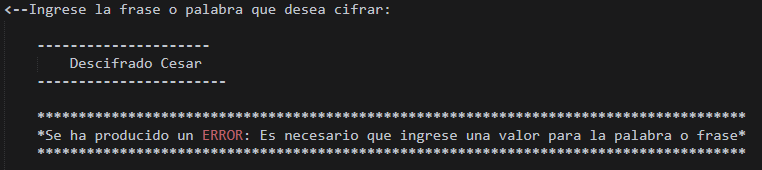 <--Ingrese la frase o palabra que desea cifrar:
---------------------
Descifrado Cesar
-----------------------
**************************************************************************************
*Se ha producido un ERROR: Es necesario que ingrese una valor para la palabra o frase*
**************************************************************************************